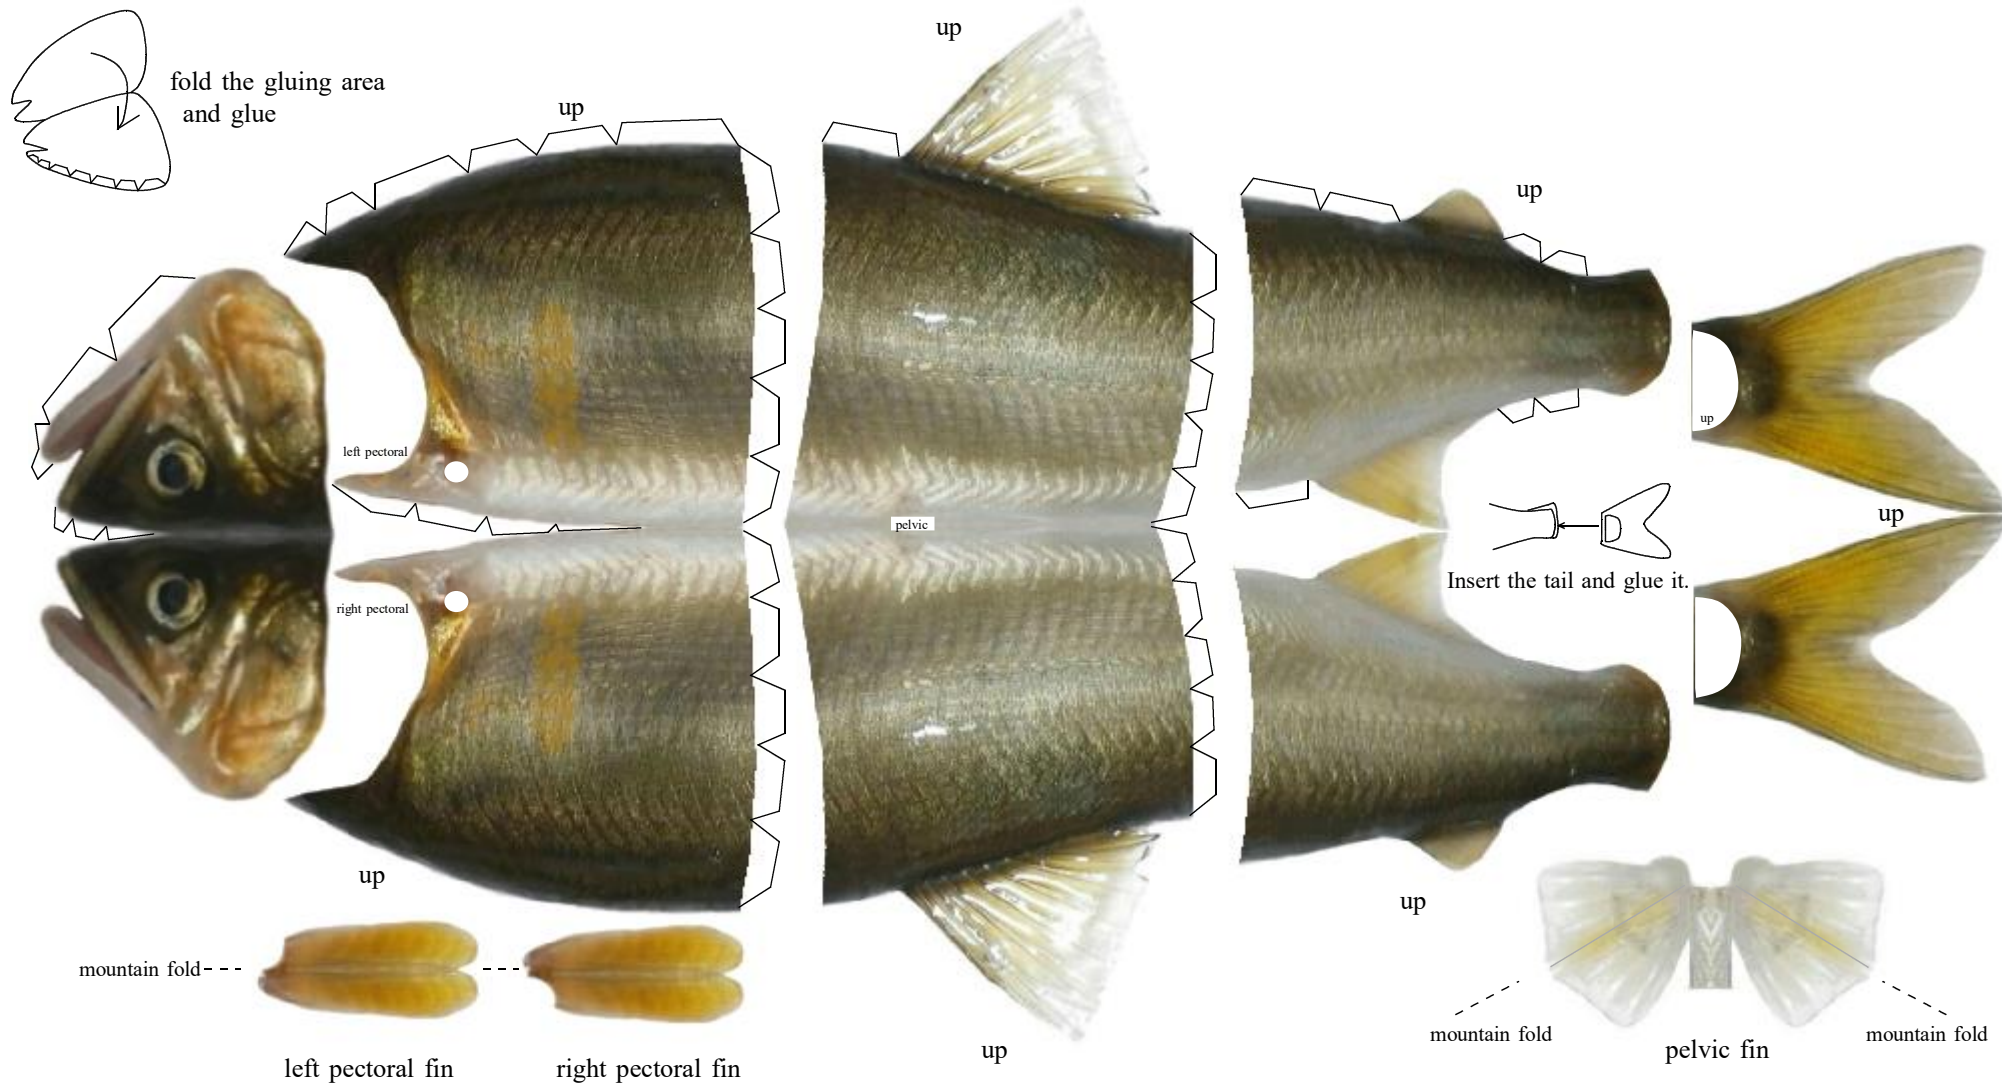 up
fold the gluing area
and glue
up
up
left pectoral
up
pelvic
up
Insert the tail and glue it.
right pectoral
up
up
mountain fold
mountain fold
mountain fold
up
pelvic fin
left pectoral fin
right pectoral fin